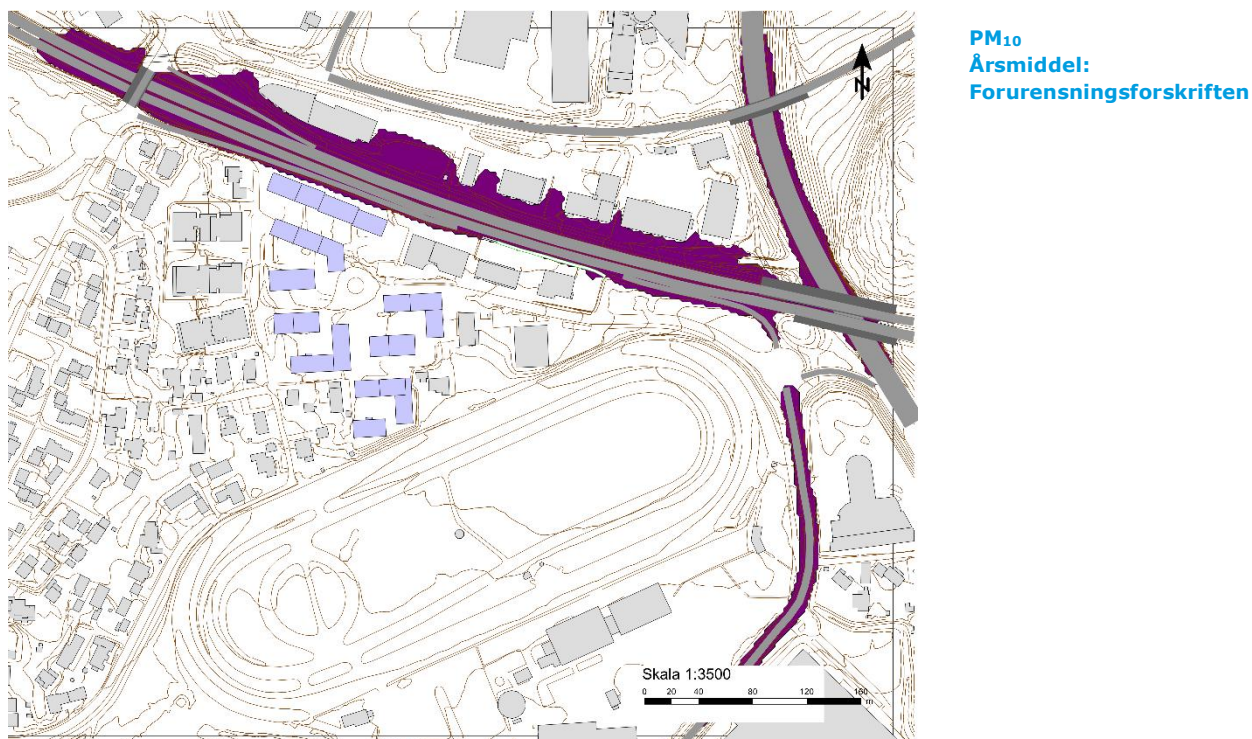 PM₁₀
Årsmiddel:
Forurensningsforskriften
N
Skala 1:3500
0 20 40 80 120 160
m